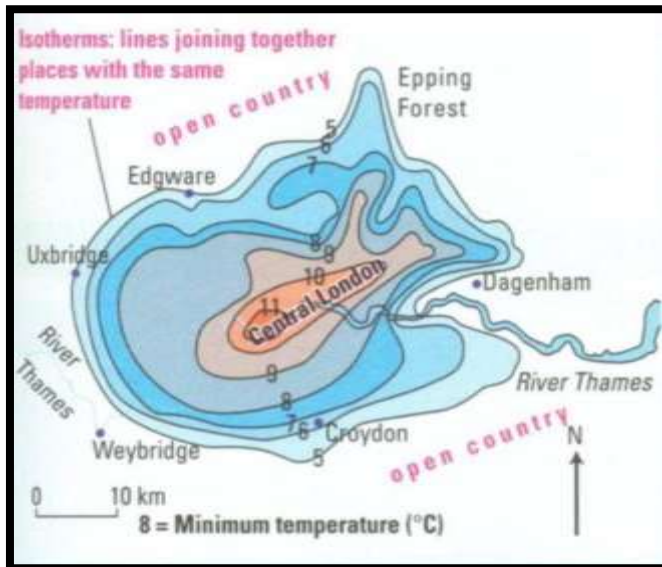 Isotherms: lines joining together
places with the same
temperature
open country
Epping
Forest
5
6
7
Edgware
Uxbridge
8
9
10
11
Central London
Dagenham
River
Thames
River Thames
9
8
7
6
Croydon
5
Weybridge
open country
N
0 10 km
8 = Minimum temperature (°C)